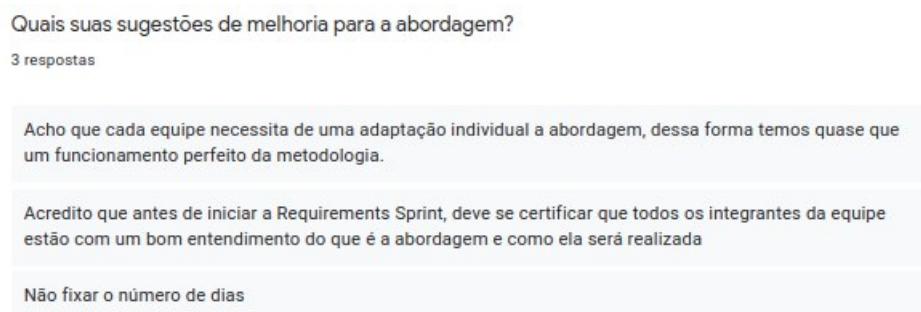 Quais suas sugestões de melhoria para a abordagem?
3 respostas
Acho que cada equipe necessita de uma adaptação individual a abordagem, dessa forma temos quase que
um funcionamento perfeito da metodologia.
Acredito que antes de iniciar a Requirements Sprint, deve se certificar que todos os integrantes da equipe
estão com um bom entendimento do que é a abordagem e como ela será realizada
Não fixar o número de dias